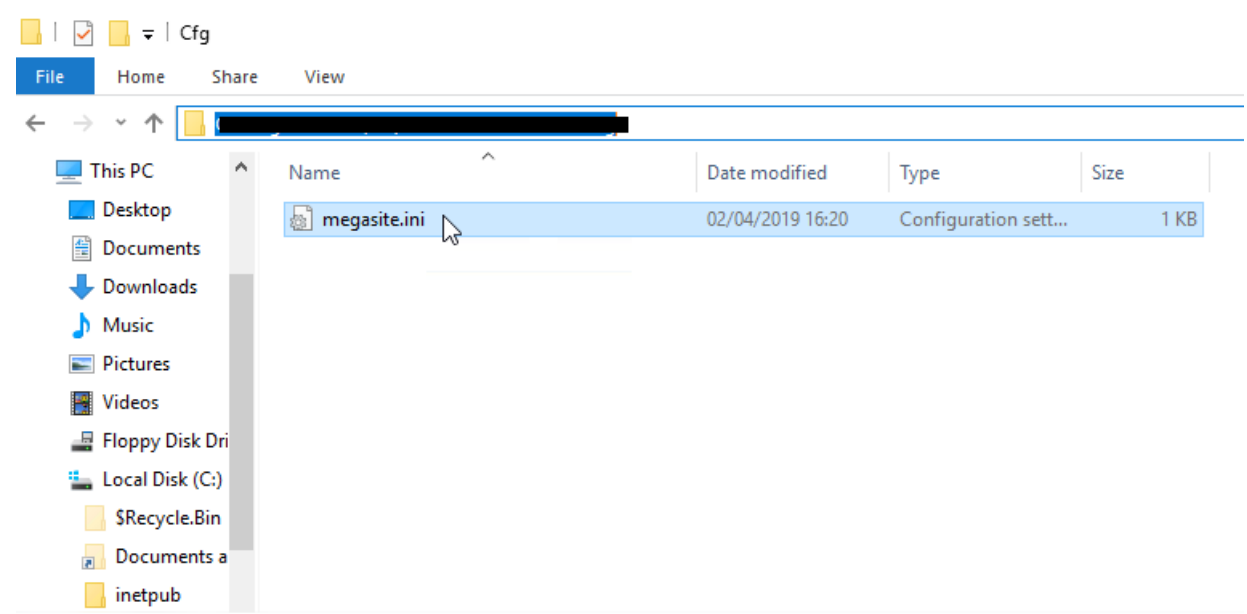 Cfg
File Home Share View
This PC
Desktop
Documents
Downloads
Music
Pictures
Videos
Floppy Disk Dri
Local Disk (C:)
$Recycle.Bin
Documents a
inetpub
Name Date modified Type Size
megasite.ini 02/04/2019 16:20 Configuration sett... 1 KB